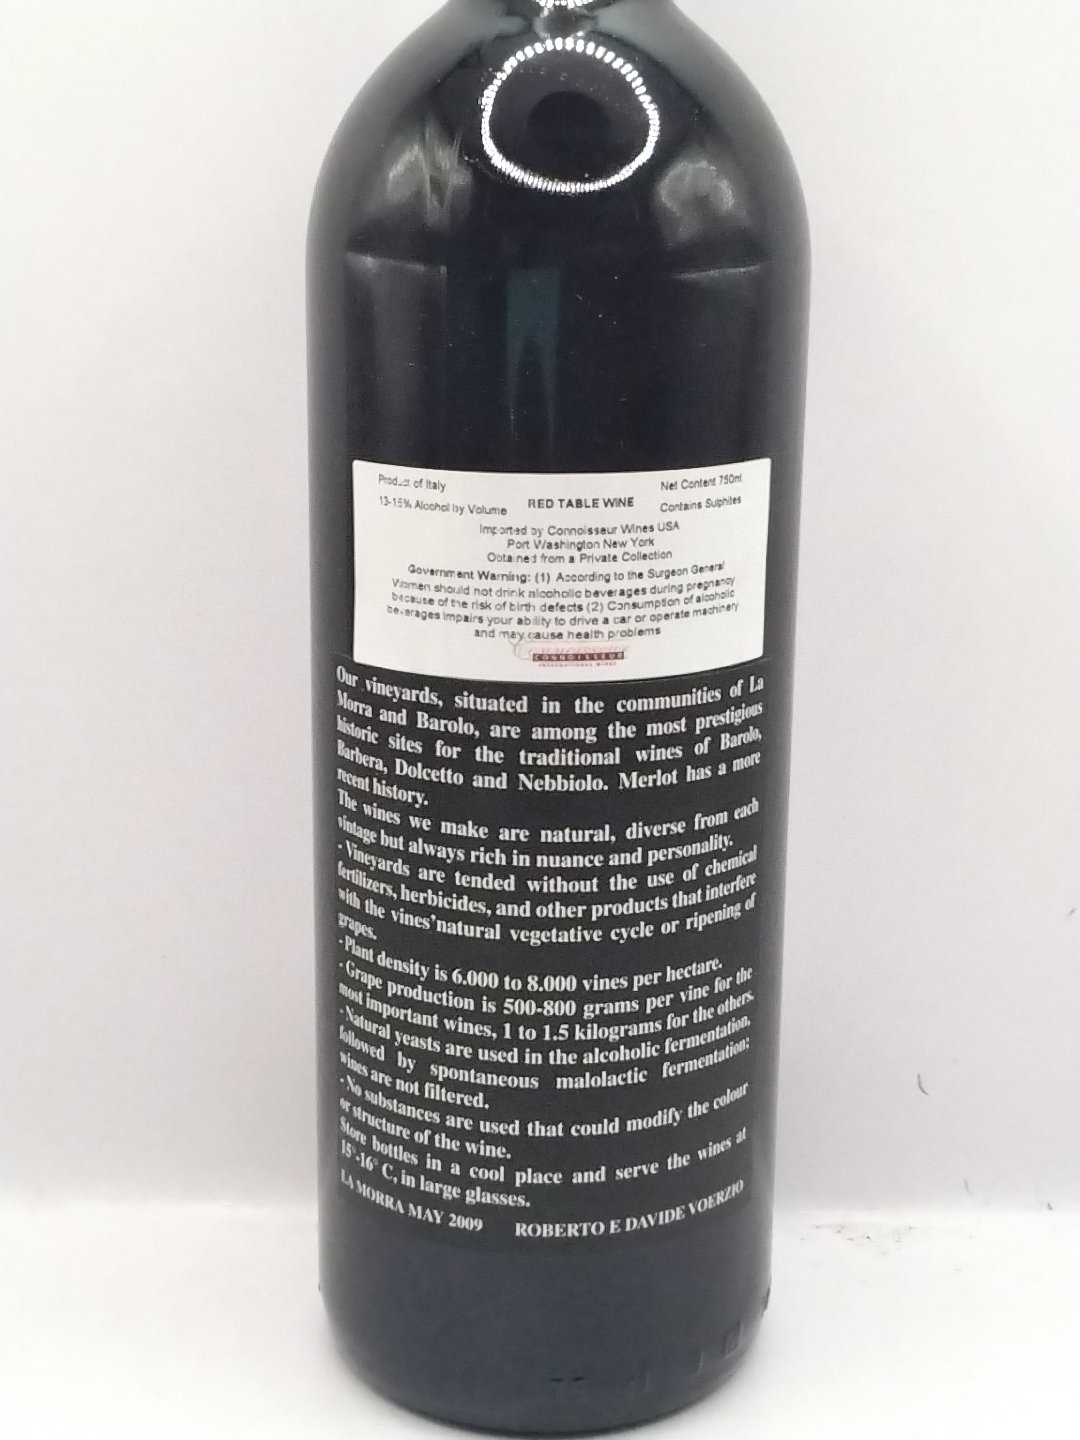 Product of Italy
Net Content 750ml
13-15% Alcohol by Volume
RED TABLE WINE
Contains Sulphites
Imported by Connoisseur Wines USA
Port Washington New York
Obtained from a Private Collection
Government Warning: (1) According to the Surgeon General
Women should not drink alcoholic beverages during pregnancy
because of the risk of birth defects (2) Consumption of alcoholic
beverages impairs your ability to drive a car or operate machinery
and may cause health problems
Connoisseur
CONNOISSEUR
INTERNATIONAL WINES
Our vineyards, situated in the communities of La
Morra and Barolo, are among the most prestigious
historic sites for the traditional wines of Barolo,
Barbera, Dolcetto and Nebbiolo. Merlot has a more
recent history.
The wines we make are natural, diverse from each
vintage but always rich in nuance and personality.
- Vineyards are tended without the use of chemical
fertilizers, herbicides, and other products that interfere
with the vines'natural vegetative cycle or ripening of
grapes.
- Plant density is 6.000 to 8.000 vines per hectare.
- Grape production is 500-800 grams per vine for the
most important wines, 1 to 1.5 kilograms for the others.
- Natural yeasts are used in the alcoholic fermentation,
followed by spontaneous malolactic fermentation;
wines are not filtered.
- No substances are used that could modify the colour
or structure of the wine.
Store bottles in a cool place and serve the wines at
15°-16° C, in large glasses.
LA MORRA MAY 2009 ROBERTO E DAVIDE VOERZIO